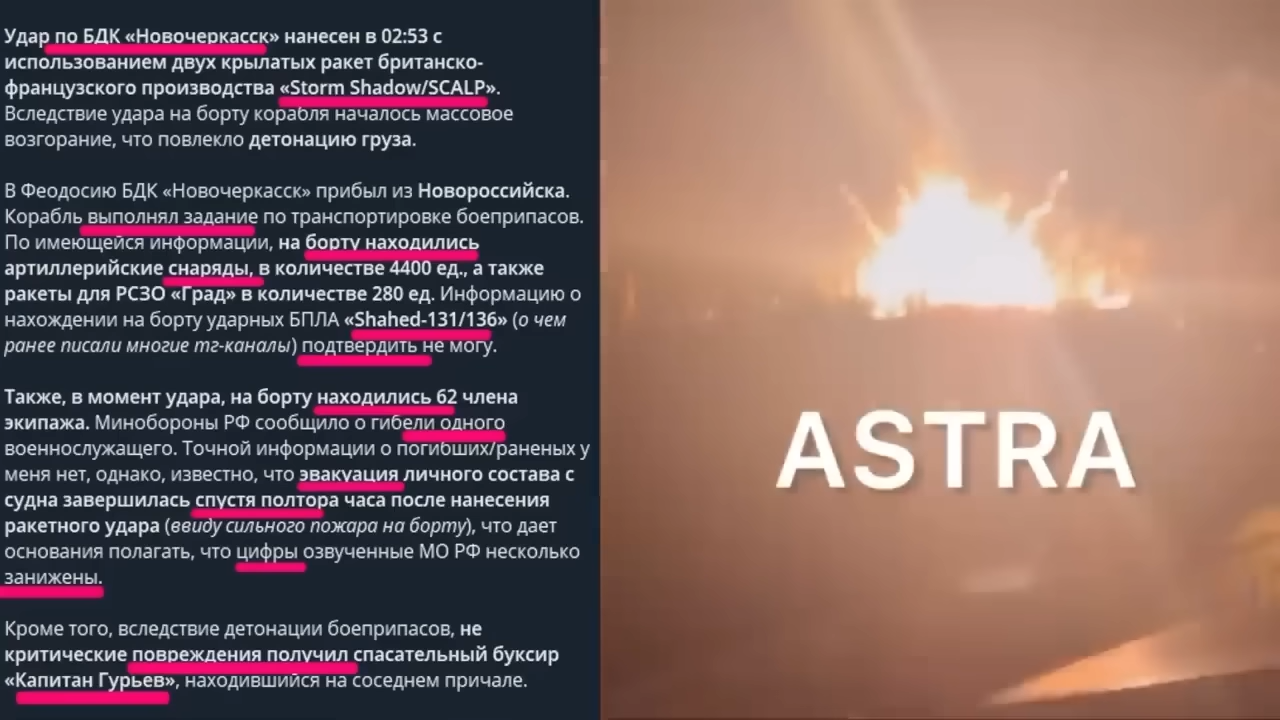 Удар по БДК «Новочеркасск» нанесен в 02:53 с
использованием двух крылатых ракет британско-
французского производства «Storm Shadow/SCALP».
Вследствие удара на борту корабля началось массовое
возгорание, что повлекло детонацию груза.
В Феодосию БДК «Новочеркасск» прибыл из Новороссийска.
Корабль выполнял задание по транспортировке боеприпасов.
По имеющейся информации, на борту находились
артиллерийские снаряды, в количестве 4400 ед., а также
ракеты для РСЗО «Град» в количестве 280 ед. Информацию о
нахождении на борту ударных БПЛА «Shahed-131/136» (о чем
ранее писали многие тг-каналы) подтвердить не могу.
Также, в момент удара, на борту находились 62 члена
экипажа. Минобороны РФ сообщило о гибели одного
военнослужащего. Точной информации о погибших/раненых у
меня нет, однако, известно, что эвакуация личного состава с
судна завершилась спустя полтора часа после нанесения
ракетного удара (ввиду сильного пожара на борту), что дает
основания полагать, что цифры озвученные МО РФ несколько
занижены.
Кроме того, вследствие детонации боеприпасов, не
критические повреждения получил спасательный буксир
«Капитан Гурьев», находившийся на соседнем причале.
ASTRA